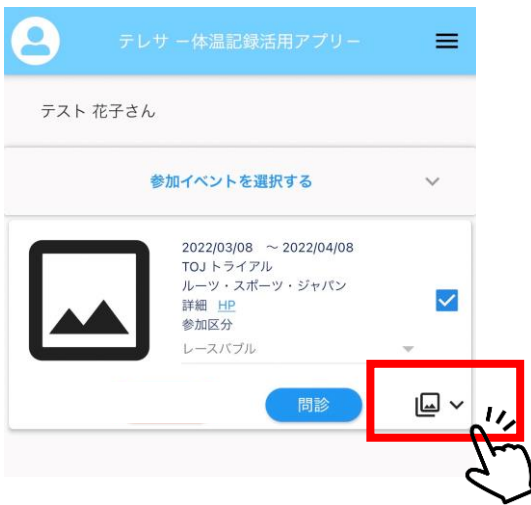 テレサ －体温記録活用アプリ－
テスト 花子さん
参加イベントを選択する
2022/03/08 ～ 2022/04/08
TOJ トライアル
ルーツ・スポーツ・ジャパン
詳細 HP
参加区分
レースバブル
問診